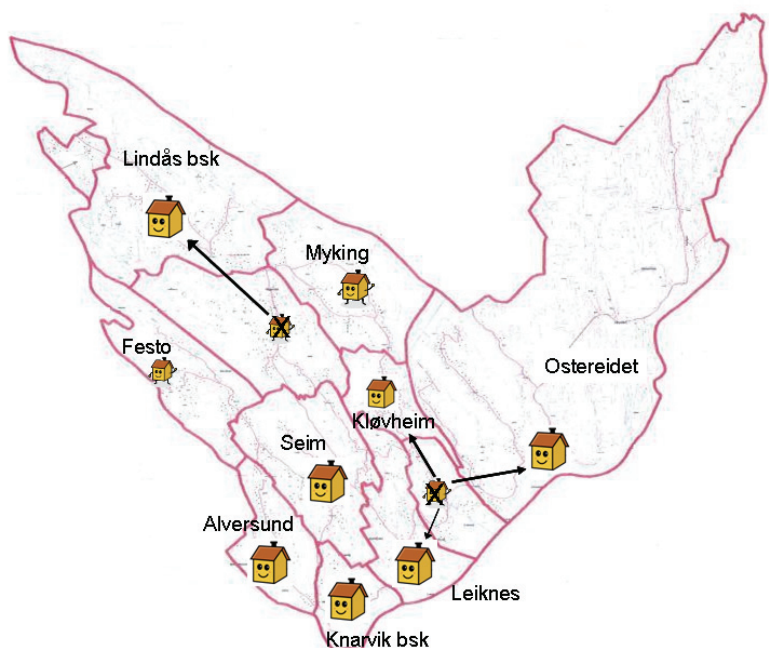 Lindås bsk
Myking
Festo
Ostereidet
Kløvheim
Seim
Alversund
Leiknes
Knarvik bsk